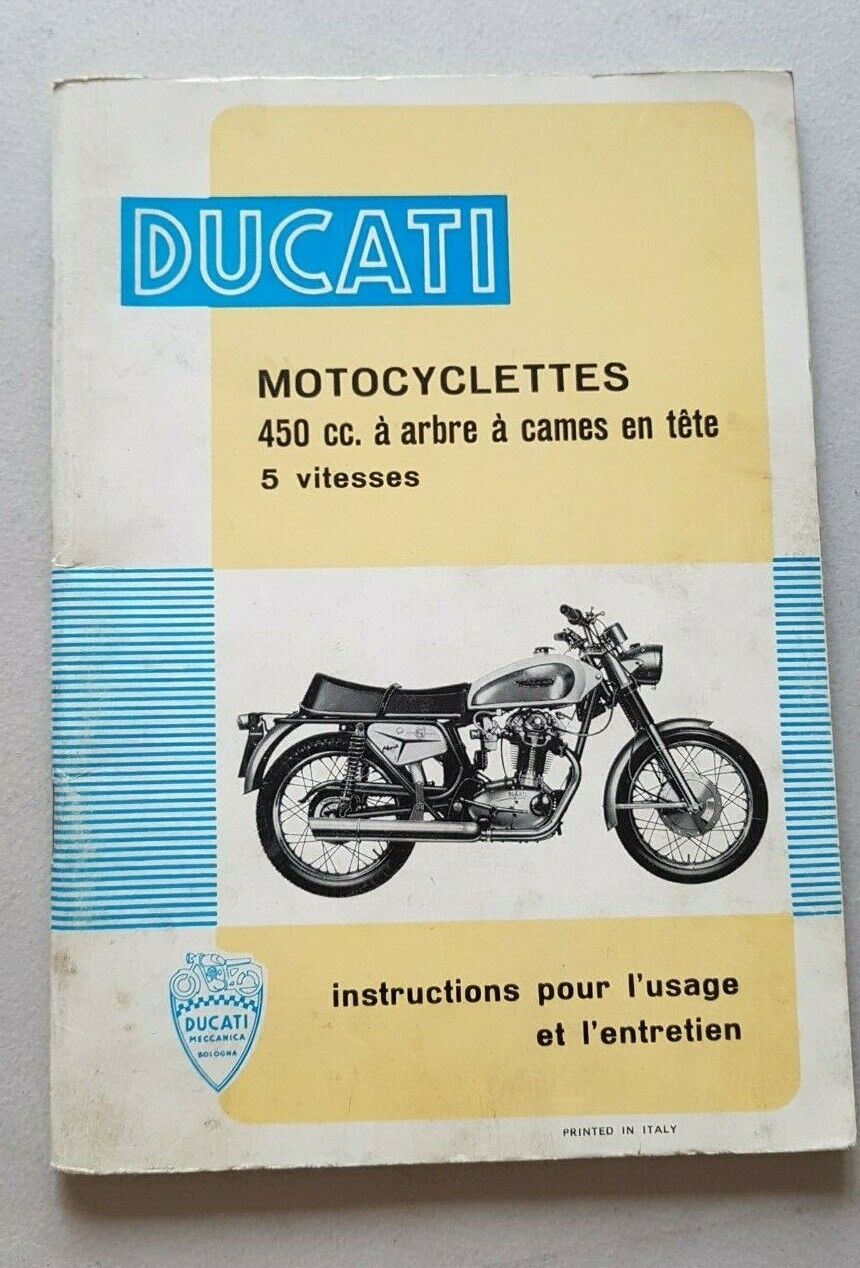 DUCATI
MOTOCYCLETTES
450 cc. à arbre à cames en tête
5 vitesses
instructions pour l'usage
et l'entretien
DUCATI
MECCANICA
BOLOGNA
PRINTED IN ITALY